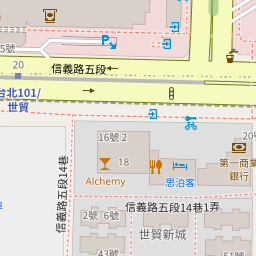 5號
20
信義路五段←
台北101/
世貿
16號 2
20
18
第一商業
銀行
Alchemy
思泊客
信義路五段14巷
信義路五段14巷1弄
2號
6號
世貿新城
43號
51號